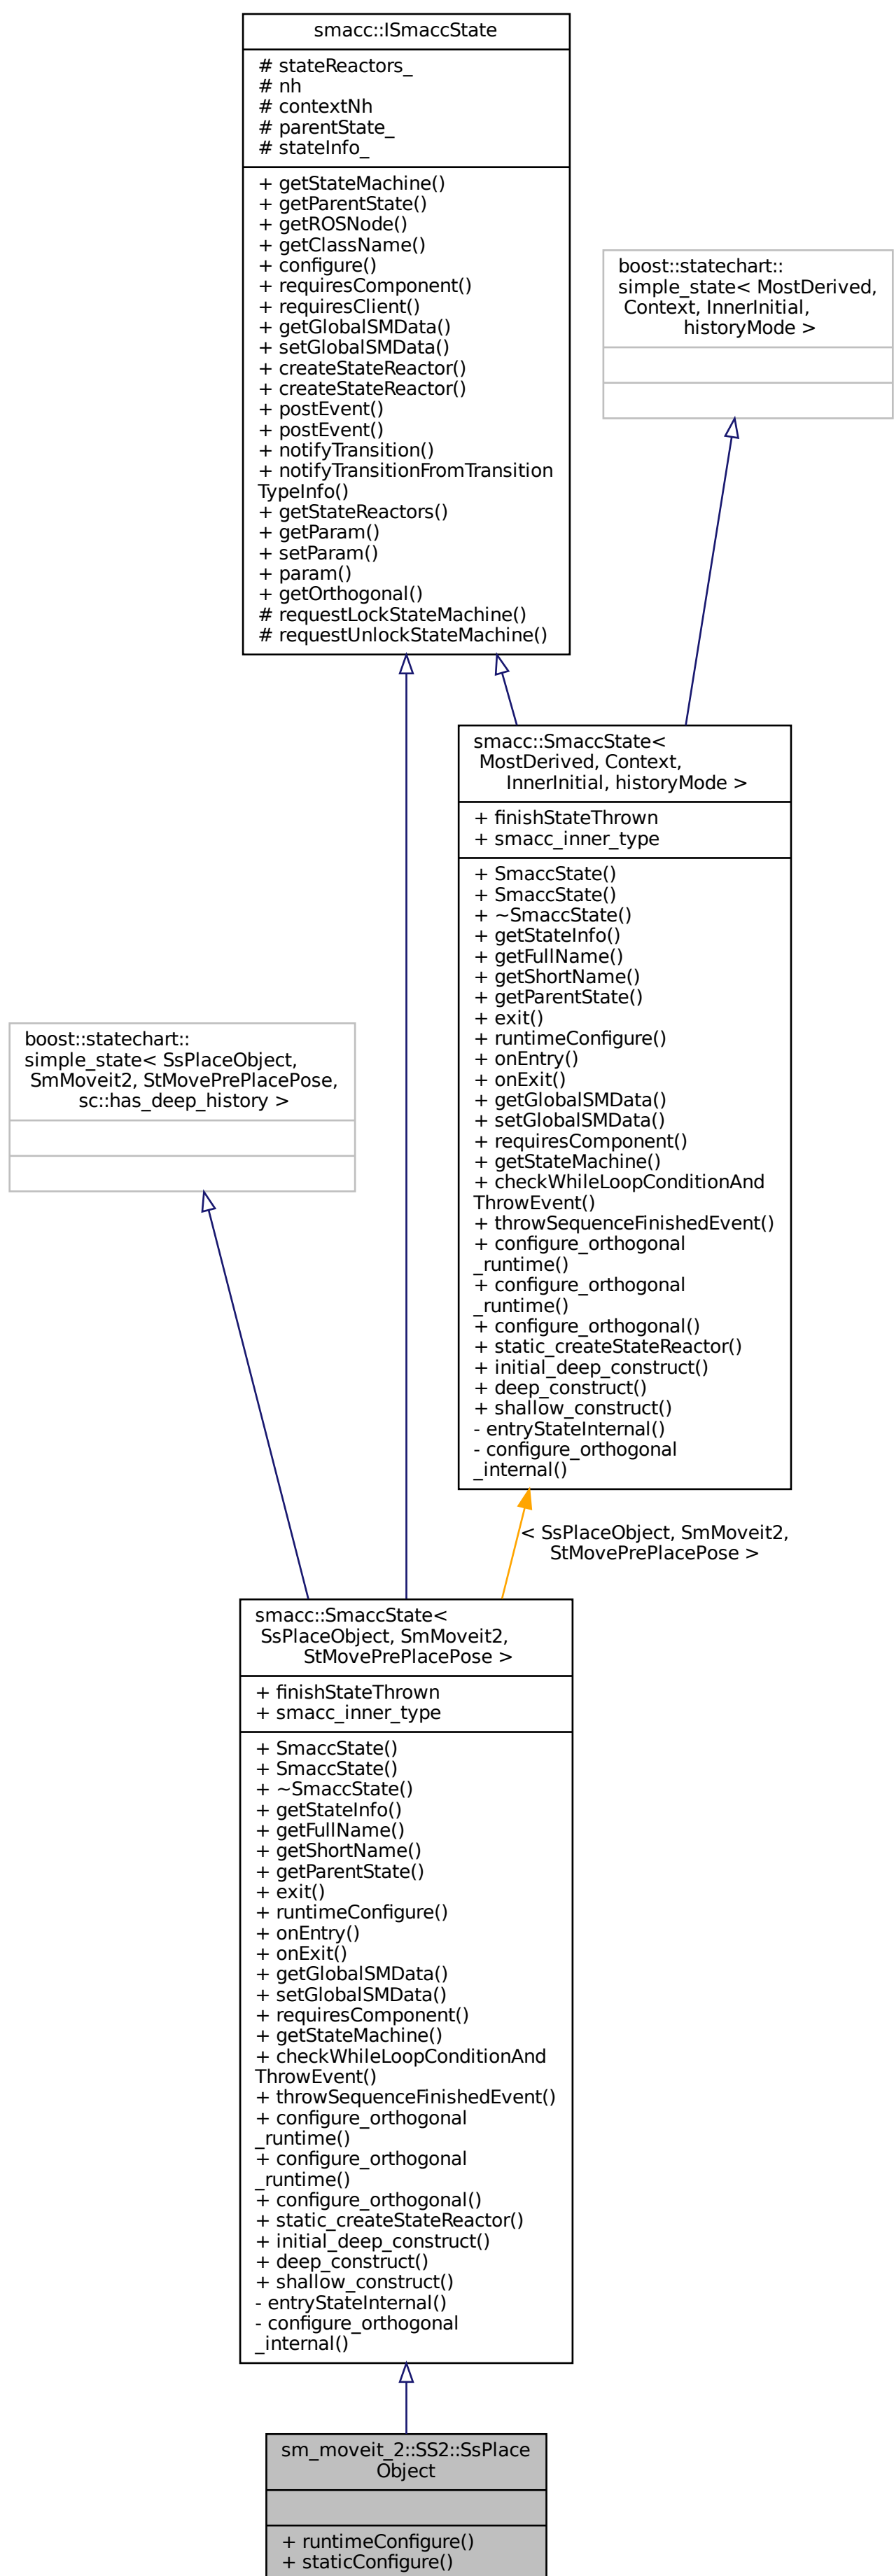 smacc::ISmaccState
# stateReactors_
# nh
# contextNh
# parentState_
# stateInfo_
+ getStateMachine()
+ getParentState()
+ getROSNode()
+ getClassName()
+ configure()
+ requiresComponent()
+ requiresClient()
+ getGlobalSMData()
+ setGlobalSMData()
+ createStateReactor()
+ createStateReactor()
+ postEvent()
+ postEvent()
+ notifyTransition()
+ notifyTransitionFromTransition
TypeInfo()
+ getStateReactors()
+ getParam()
+ setParam()
+ param()
+ getOrthogonal()
# requestLockStateMachine()
# requestUnlockStateMachine()
boost::statechart::
simple_state< MostDerived,
Context, InnerInitial,
historyMode >
smacc::SmaccState<
MostDerived, Context,
InnerInitial, historyMode >
+ finishStateThrown
+ smacc_inner_type
+ SmaccState()
+ SmaccState()
+ ~SmaccState()
+ getStateInfo()
+ getFullName()
+ getShortName()
+ getParentState()
+ exit()
+ runtimeConfigure()
+ onEntry()
+ onExit()
+ getGlobalSMData()
+ setGlobalSMData()
+ requiresComponent()
+ getStateMachine()
+ checkWhileLoopConditionAnd
ThrowEvent()
+ throwSequenceFinishedEvent()
+ configure_orthogonal
_runtime()
+ configure_orthogonal
_runtime()
+ configure_orthogonal()
+ static_createStateReactor()
+ initial_deep_construct()
+ deep_construct()
+ shallow_construct()
- entryStateInternal()
- configure_orthogonal
_internal()
boost::statechart::
simple_state< SsPlaceObject,
SmMoveit2, StMovePrePlacePose,
sc::has_deep_history >
< SsPlaceObject, SmMoveit2,
StMovePrePlacePose >
smacc::SmaccState<
SsPlaceObject, SmMoveit2,
StMovePrePlacePose >
+ finishStateThrown
+ smacc_inner_type
+ SmaccState()
+ SmaccState()
+ ~SmaccState()
+ getStateInfo()
+ getFullName()
+ getShortName()
+ getParentState()
+ exit()
+ runtimeConfigure()
+ onEntry()
+ onExit()
+ getGlobalSMData()
+ setGlobalSMData()
+ requiresComponent()
+ getStateMachine()
+ checkWhileLoopConditionAnd
ThrowEvent()
+ throwSequenceFinishedEvent()
+ configure_orthogonal
_runtime()
+ configure_orthogonal
_runtime()
+ configure_orthogonal()
+ static_createStateReactor()
+ initial_deep_construct()
+ deep_construct()
+ shallow_construct()
- entryStateInternal()
- configure_orthogonal
_internal()
sm_moveit_2::SS2::SsPlace
Object
+ runtimeConfigure()
+ staticConfigure()